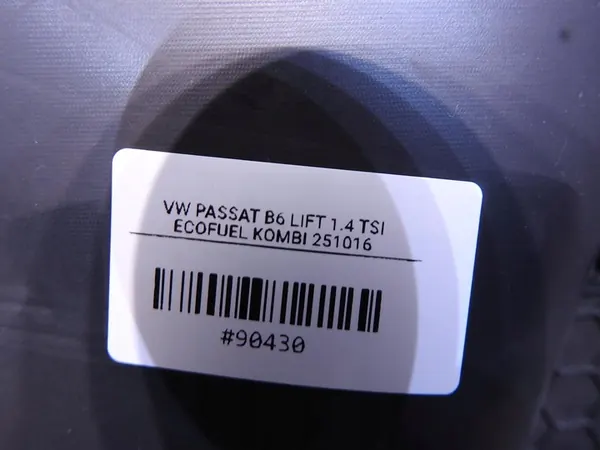 VW PASSAT B6 LIFT 1.4 TSI
ECOFUEL KOMBI 251016
#90430